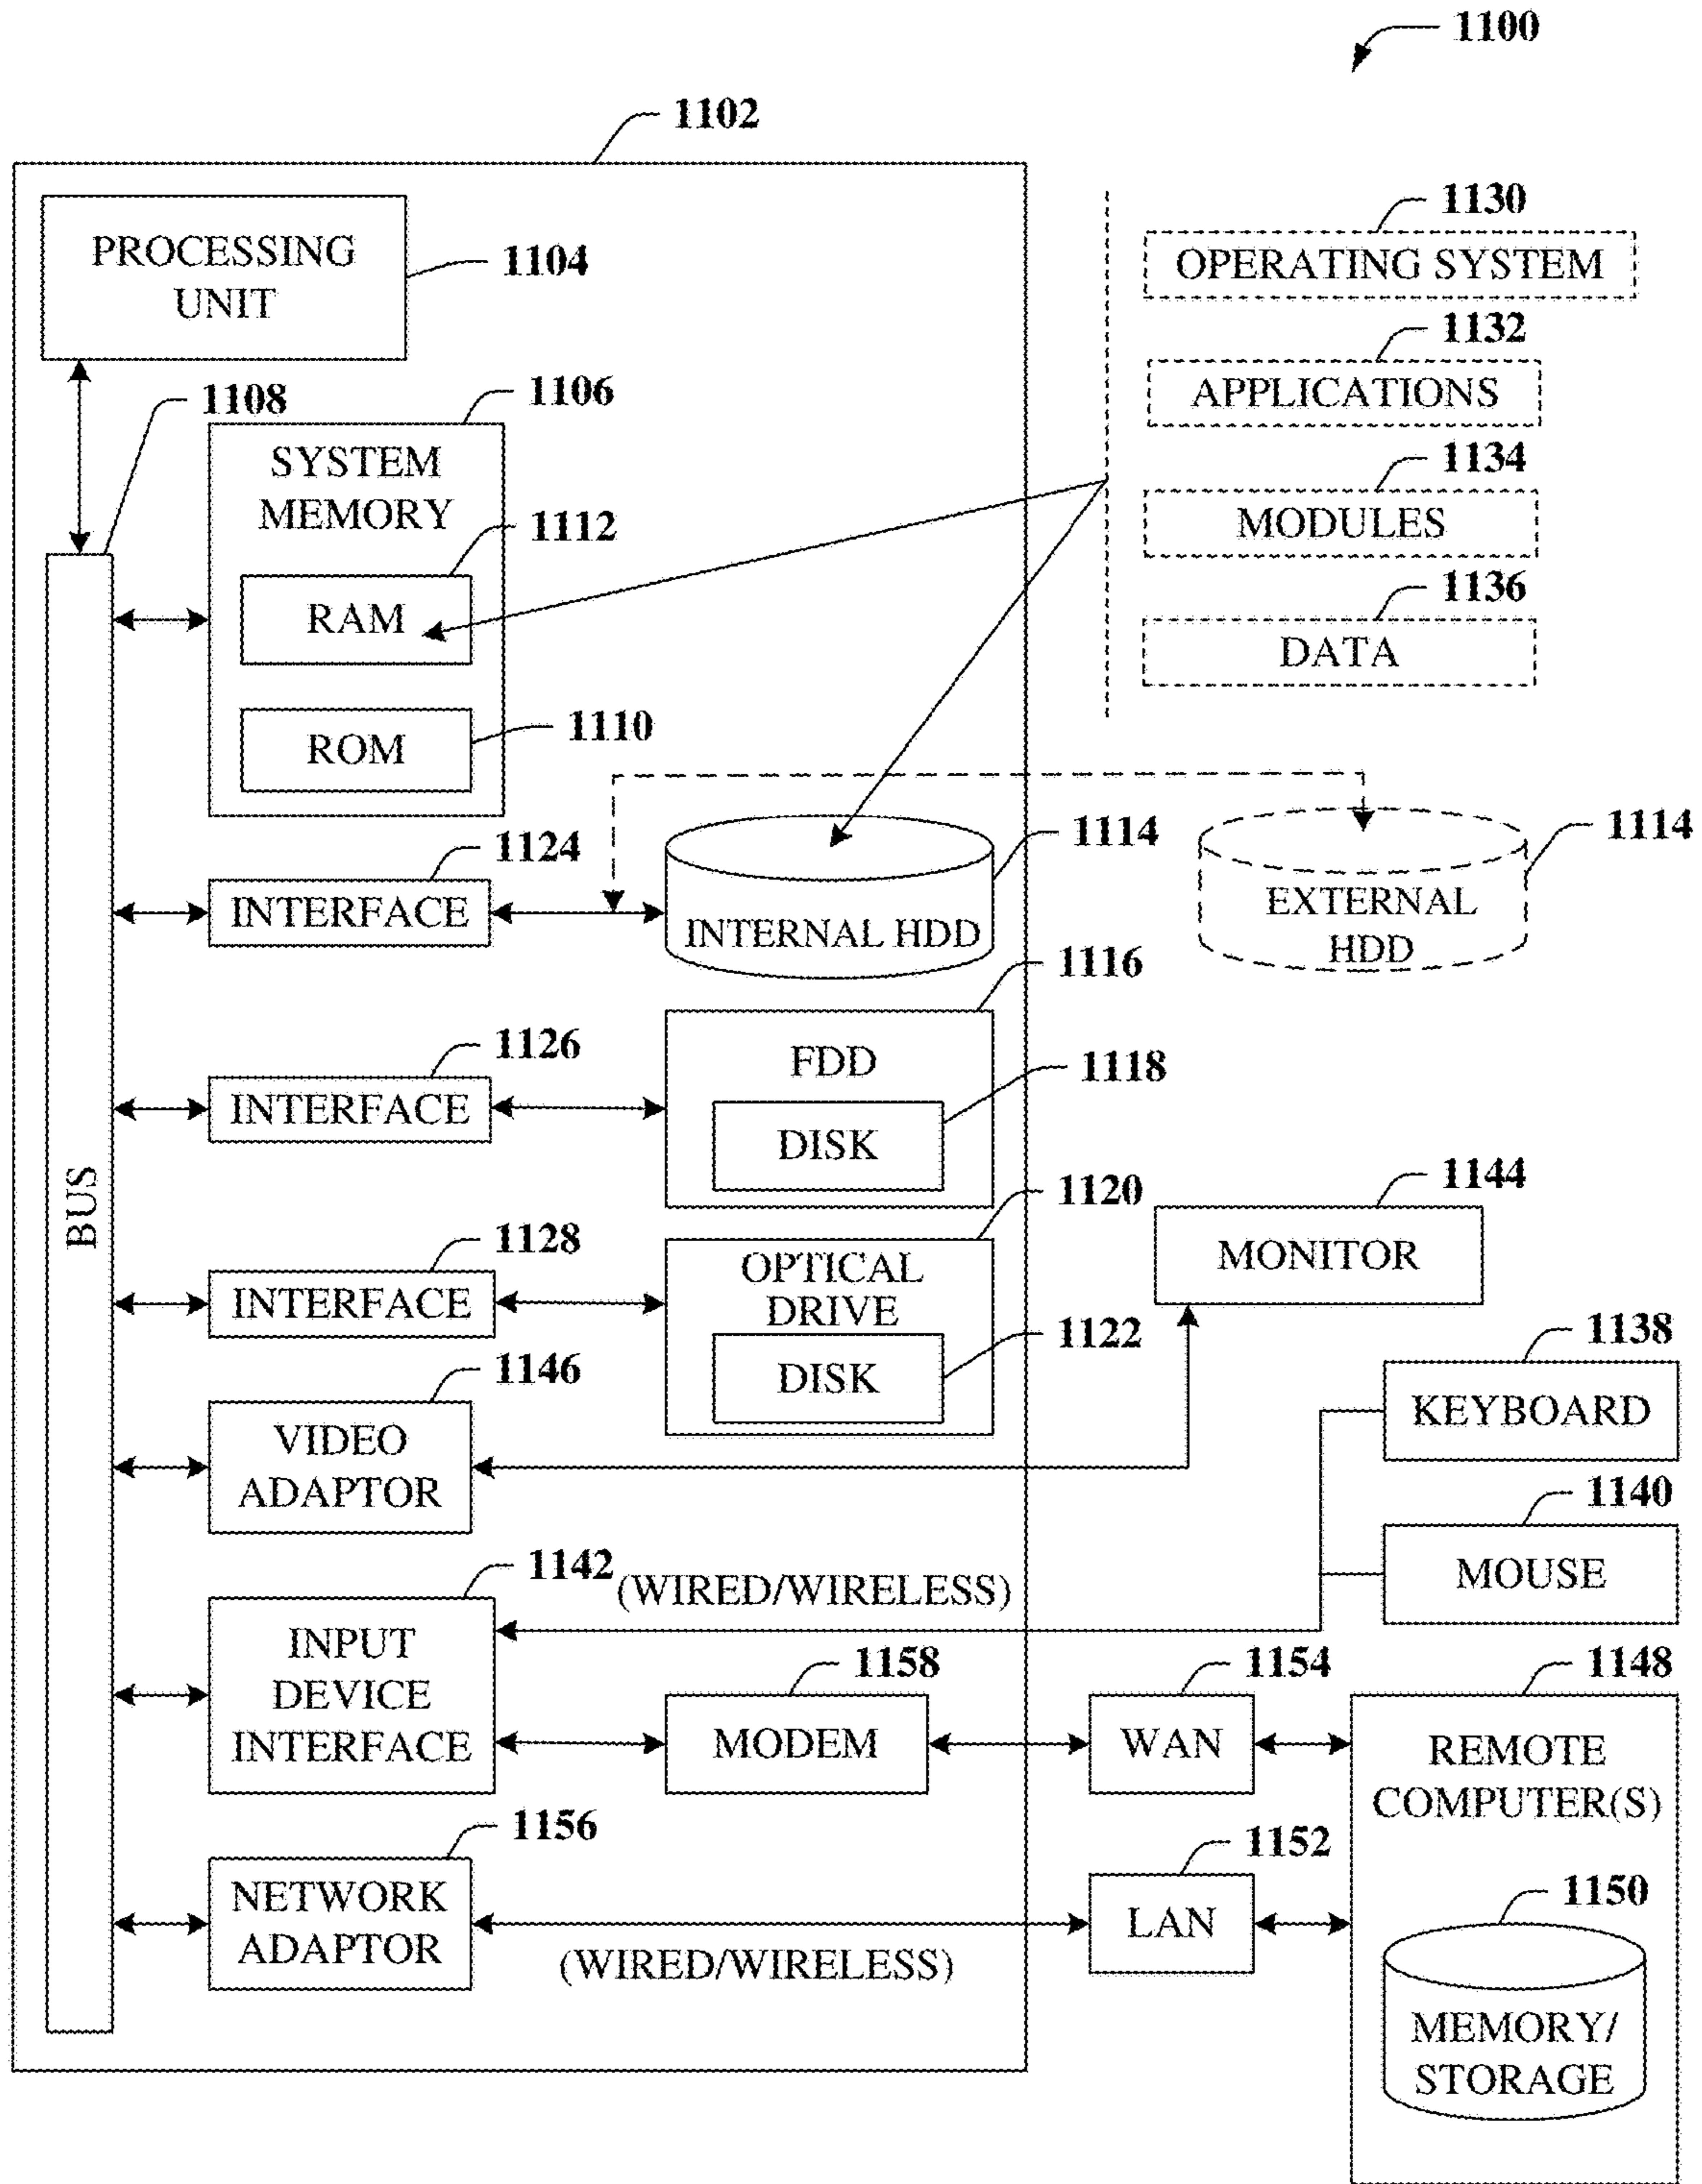 1100
1102
PROCESSING
UNIT
1104
1108
1106
SYSTEM
MEMORY
1112
RAM
1110
ROM
1130
OPERATING SYSTEM
1132
APPLICATIONS
1134
MODULES
1136
DATA
1124
INTERFACE
1114
INTERNAL HDD
1114
EXTERNAL
HDD
1126
INTERFACE
1116
FDD
1118
DISK
BUS
1128
INTERFACE
1120
OPTICAL
DRIVE
1122
DISK
1144
MONITOR
1146
VIDEO
ADAPTOR
1138
KEYBOARD
1140
MOUSE
1142
(WIRED/WIRELESS)
INPUT
DEVICE
INTERFACE
1158
MODEM
1154
WAN
1148
REMOTE
COMPUTER(S)
1156
NETWORK
ADAPTOR
(WIRED/WIRELESS)
1152
LAN
1150
MEMORY/
STORAGE